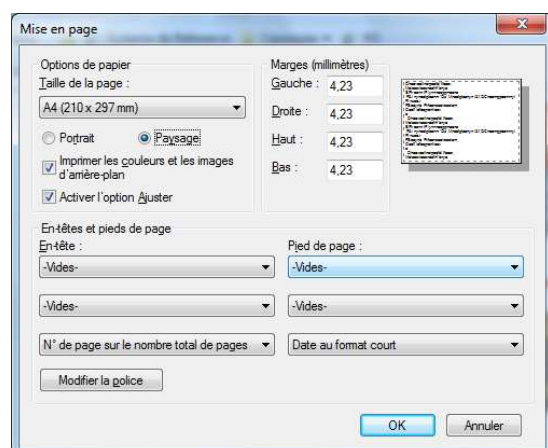 Mise en page
Options de papier
Taille de la page :
A4 (210 x 297 mm)
Portrait
Paysage
Imprimer les couleurs et les images
d'arrière-plan
Activer l'option Ajuster
Marges (millimètres)
Gauche : 4,23
Droite : 4,23
Haut : 4,23
Bas : 4,23
En-têtes et pieds de page
En-tête :
Pied de page :
-Vides-
-Vides-
-Vides-
-Vides-
N° de page sur le nombre total de pages
Date au format court
Modifier la police
OK
Annuler